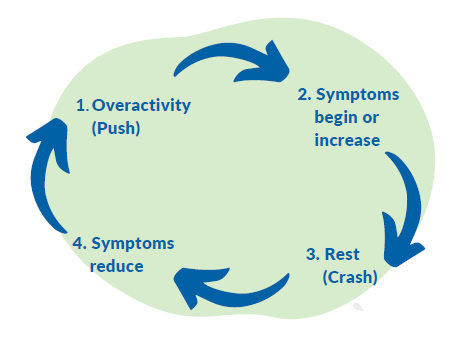 1. Overactivity
(Push)
2. Symptoms
begin or
increase
3. Rest
(Crash)
4. Symptoms
reduce